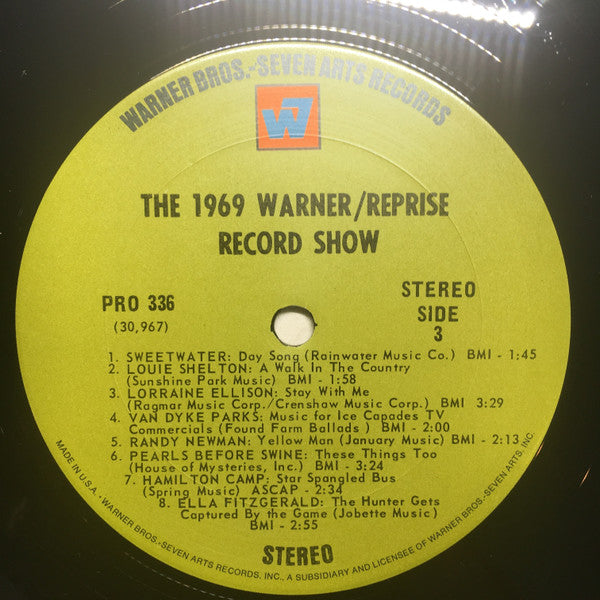 WARNER BROS.-SEVEN ARTS RECORDS
W7
THE 1969 WARNER/REPRISE
RECORD SHOW
PRO 336
(30,967)
STEREO
SIDE
3
1. SWEETWATER: Day Song (Rainwater Music Co.) BMI - 1:45
2. LOUIE SHELTON: A Walk In The Country
(Sunshine Park Music) BMI - 1:58
3. LORRAINE ELLISON: Stay With Me
(Ragmar Music Corp./Crenshaw Music Corp.) BMI 3:29
4. VAN DYKE PARKS: Music for Ice Capades TV
Commercials (Found Farm Ballads ) BMI - 2:00
5. RANDY NEWMAN: Yellow Man (January Music) BMI - 2:13
6. PEARLS BEFORE SWINE: These Things Too
(House of Mysteries, Inc.) BMI - 3:24
7. HAMILTON CAMP: Star Spangled Bus
(Spring Music) ASCAP - 2:34
8. ELLA FITZGERALD: The Hunter Gets
Captured By the Game (Jobette Music)
BMI - 2:55
STEREO
MADE IN U.S.A. • WARNER BROS.-SEVEN ARTS RECORDS, INC., A SUBSIDIARY AND LICENSEE OF WARNER BROS.-SEVEN ARTS, INC.